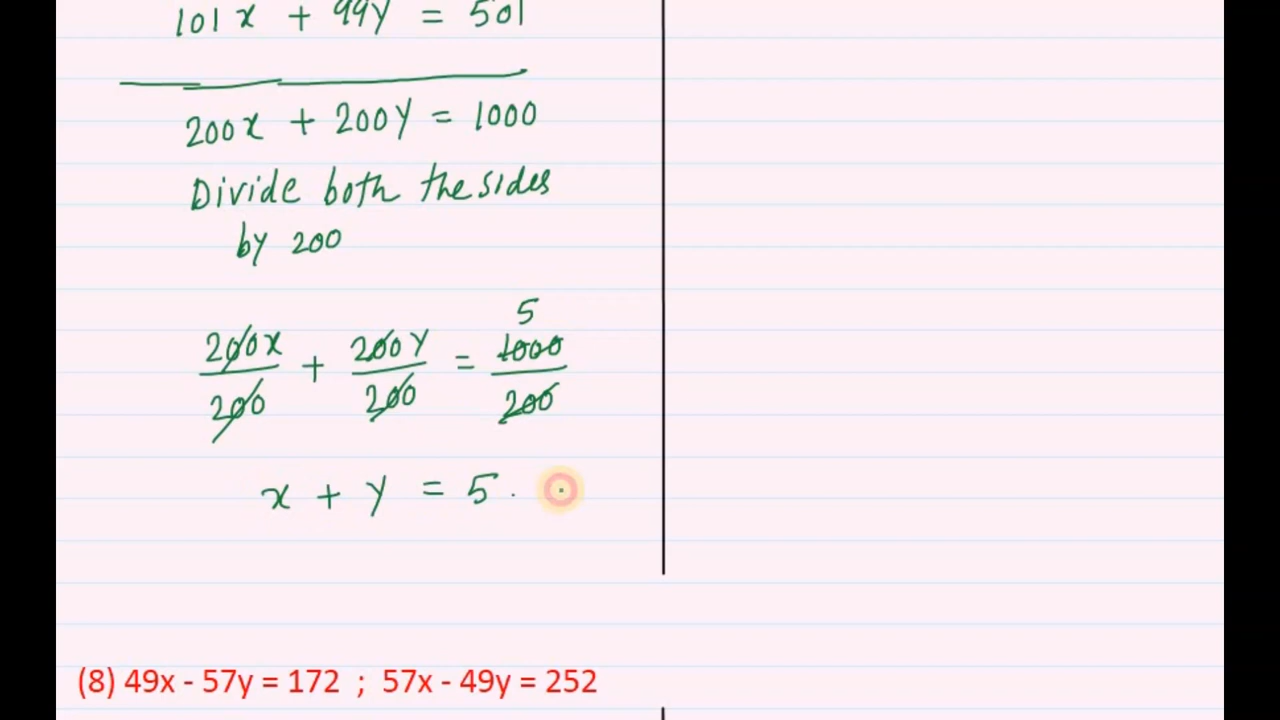 101x + 99y = 501
200x + 200y = 1000
Divide both the sides
by 200
5
200x + 200y = 1000
200 200 200
x + y = 5.
(8) 49x - 57y = 172 ; 57x - 49y = 252